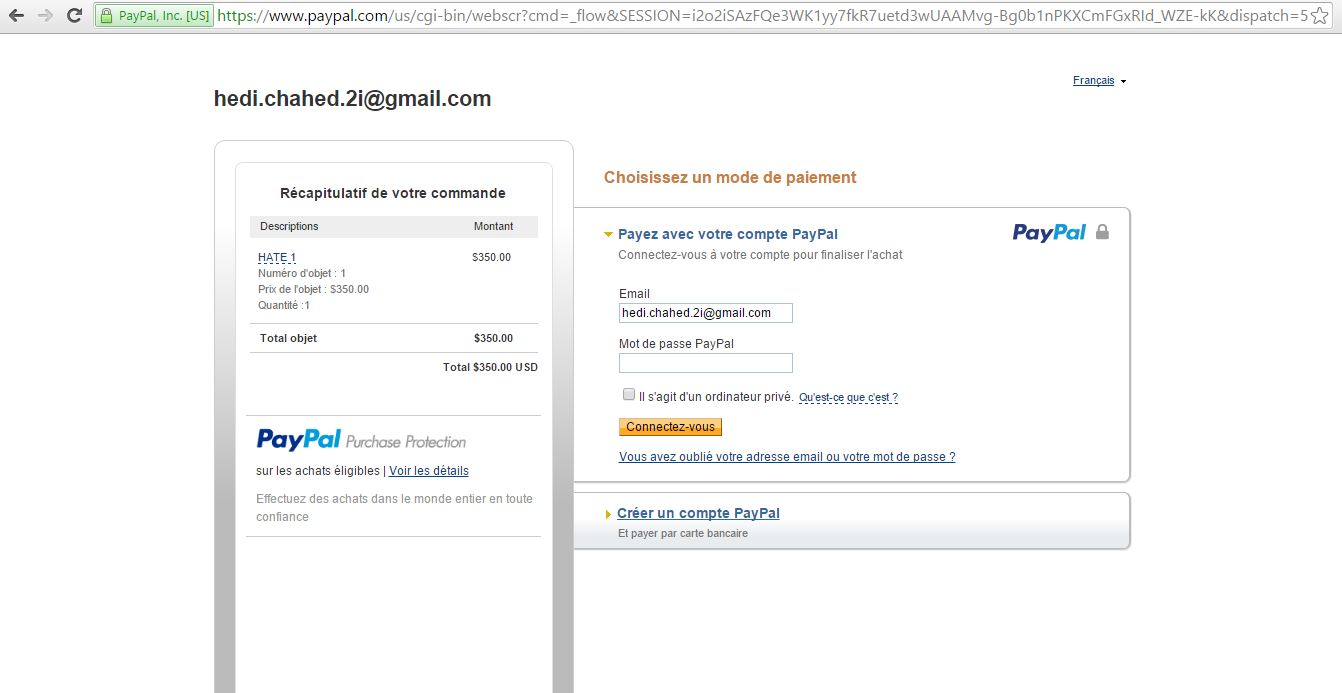 PayPal, Inc. [US] https://www.paypal.com/us/cgi-bin/webscr?cmd=_flow&SESSION=i2o2iSAzFQe3WK1yy7fkR7uetd3wUAAMvg-Bg0b1nPKXCmFGxRId_WZE-kK&dispatch=5
Français
hedi.chahed.2i@gmail.com
Récapitulatif de votre commande
Descriptions Montant
HATE 1 $350.00
Numéro d'objet : 1
Prix de l'objet : $350.00
Quantité :1
Total objet $350.00
Total $350.00 USD
PayPal Purchase Protection
sur les achats éligibles | Voir les détails
Effectuez des achats dans le monde entier en toute
confiance
Choisissez un mode de paiement
Payez avec votre compte PayPal PayPal
Connectez-vous à votre compte pour finaliser l'achat
Email
hedi.chahed.2i@gmail.com
Mot de passe PayPal
Il s'agit d'un ordinateur privé. Qu'est-ce que c'est ?
Connectez-vous
Vous avez oublié votre adresse email ou votre mot de passe ?
Créer un compte PayPal
Et payer par carte bancaire